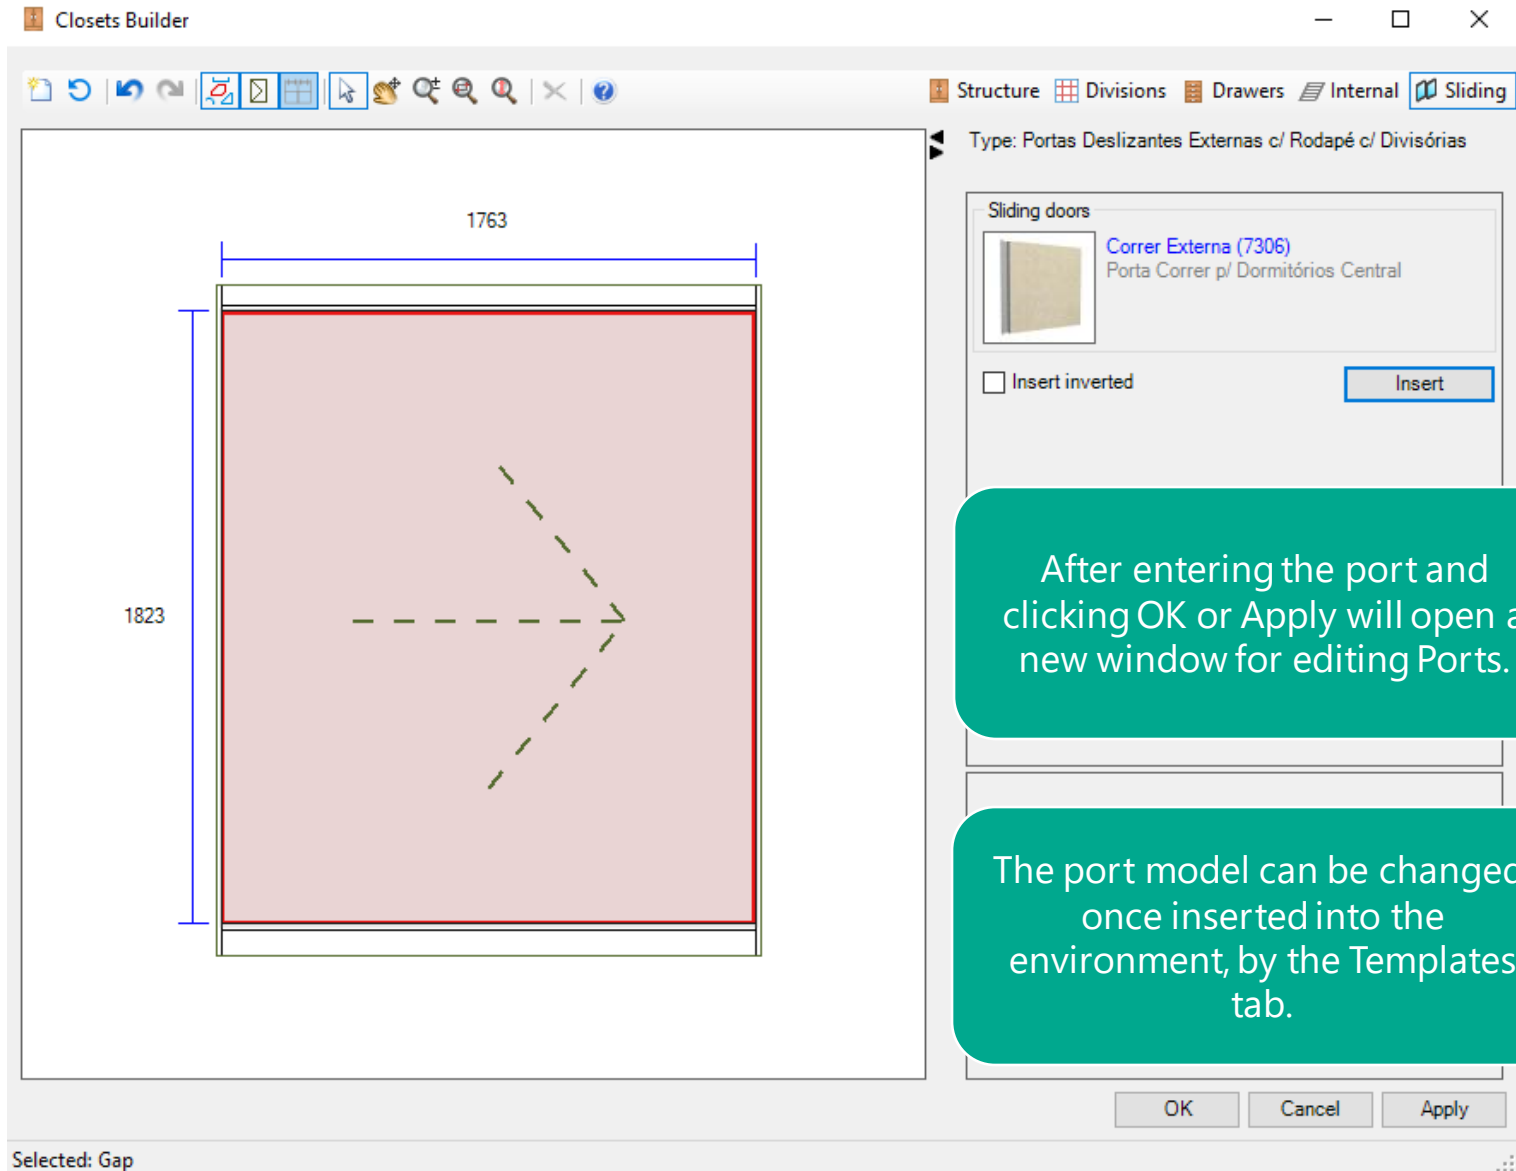 Closets Builder
Structure Divisions Drawers Internal Sliding
Type: Portas Deslizantes Externas c/ Rodapé c/ Divisórias
1763
Sliding doors
Correr Externa (7306)
Porta Correr p/ Dormitórios Central
Insert inverted
Insert
1823
After entering the port and
clicking OK or Apply will open a
new window for editing Ports.
The port model can be changed
once inserted into the
environment, by the Templates
tab.
OK Cancel Apply
Selected: Gap